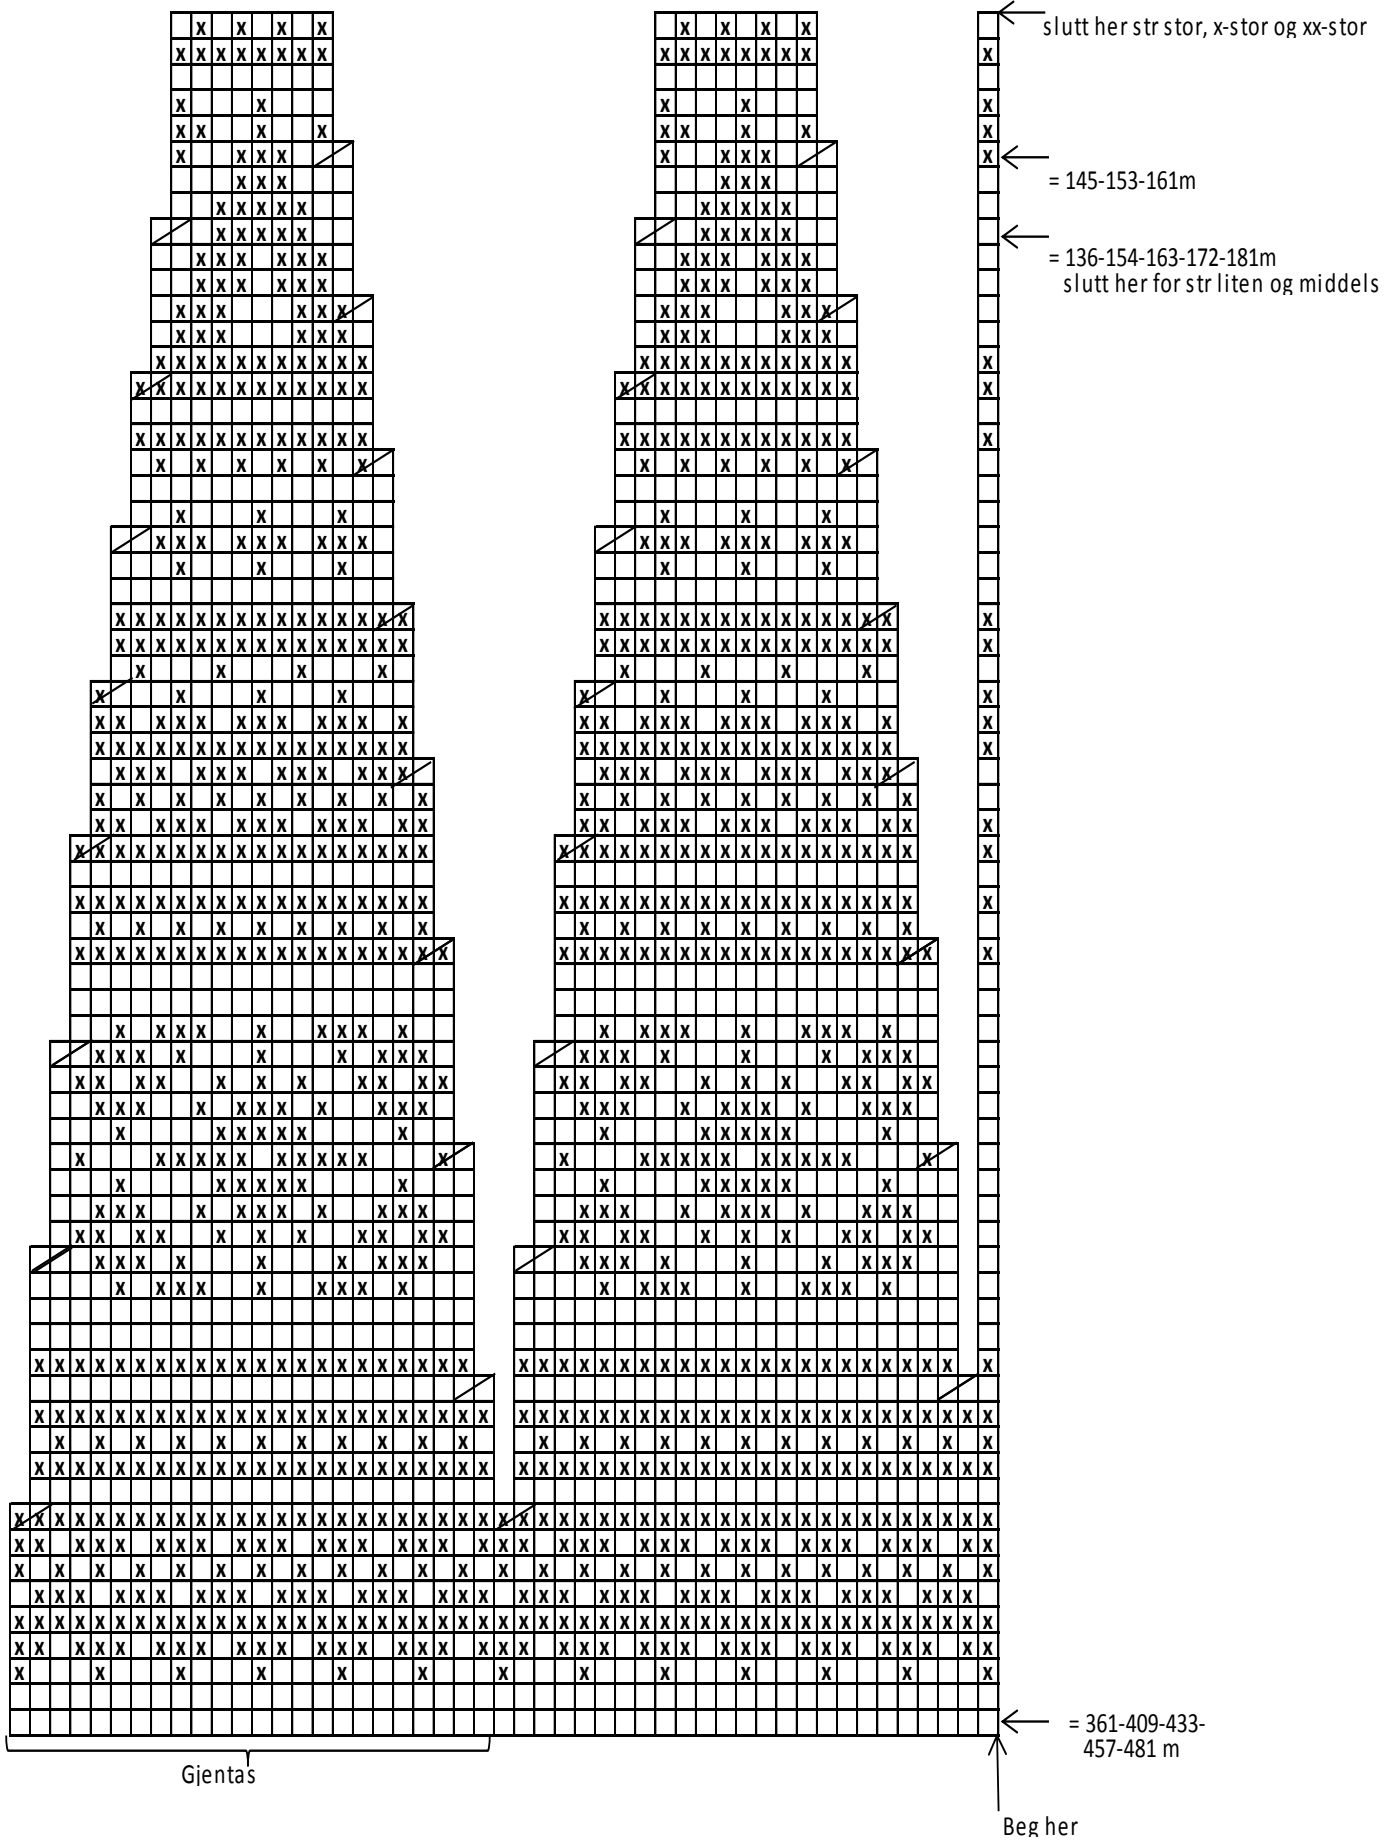 slutt her str stor, x-stor og xx-stor
= 145-153-161m
= 136-154-163-172-181m
slutt her for str liten og middels
= 361-409-433-
457-481 m
Gjentas
Beg her